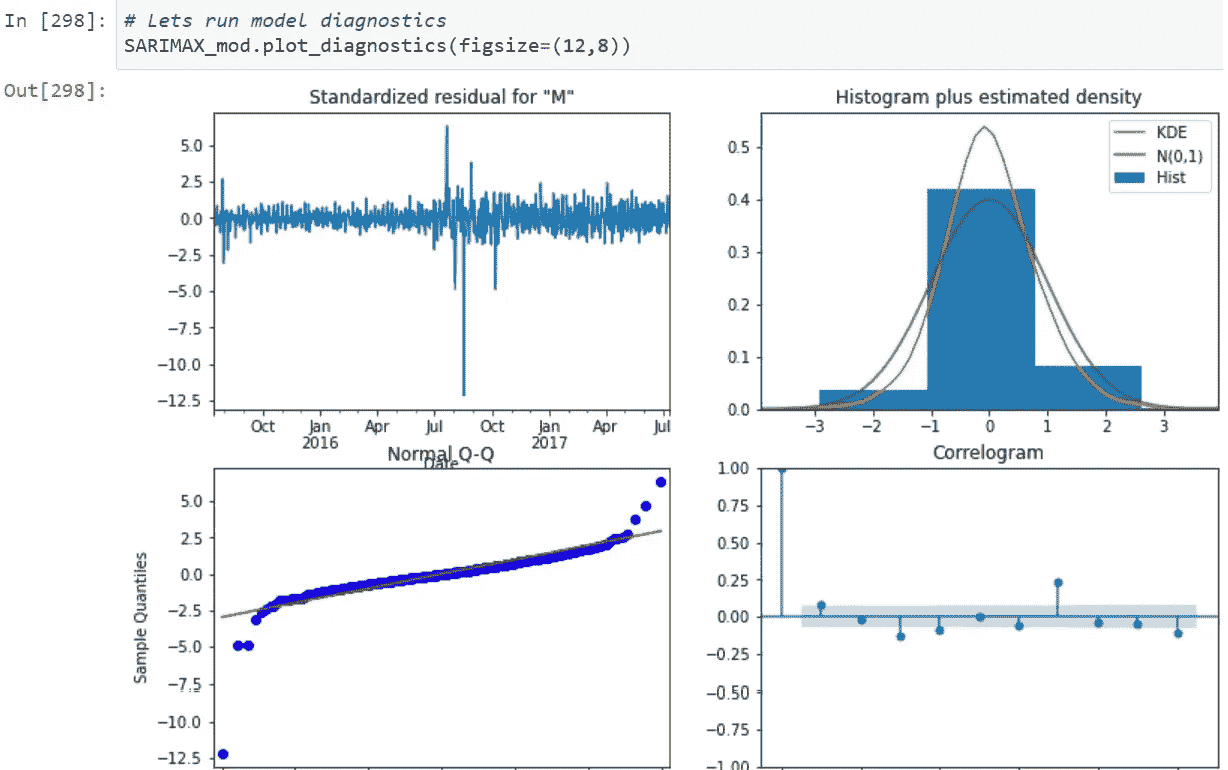 In [298]: # Lets run model diagnostics
SARIMAX_mod.plot_diagnostics(figsize=(12,8))
Out[298]:
Standardized residual for "M"
5.0
2.5
0.0
−2.5
−5.0
−7.5
−10.0
−12.5
Oct Jan Apr Jul Oct Jan Apr Jul
2016 2017
Date
Histogram plus estimated density
KDE
N(0,1)
Hist
0.5
0.4
0.3
0.2
0.1
0.0
−3 −2 −1 0 1 2 3
Normal Q-Q
Sample Quantiles
5.0
2.5
0.0
−2.5
−5.0
−7.5
−10.0
−12.5
Correlogram
1.00
0.75
0.50
0.25
0.00
−0.25
−0.50
−0.75
−1.00